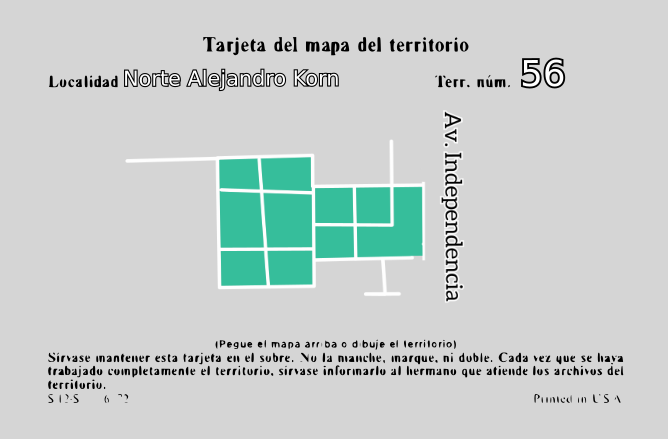 Tarjeta del mapa del territorio
Localidad Norte Alejandro Korn Terr. núm. 56
Av. Independencia
(Pegue el mapa arriba o dibuje el territorio)
Sírvase mantener esta tarjeta en el sobre. No la manche, marque, ni doble. Cada vez que se haya
trabajado completamente el territorio, sírvase informarlo al hermano que atiende los archivos del
territorio.
S-12-S 6-72 Printed in U.S.A.